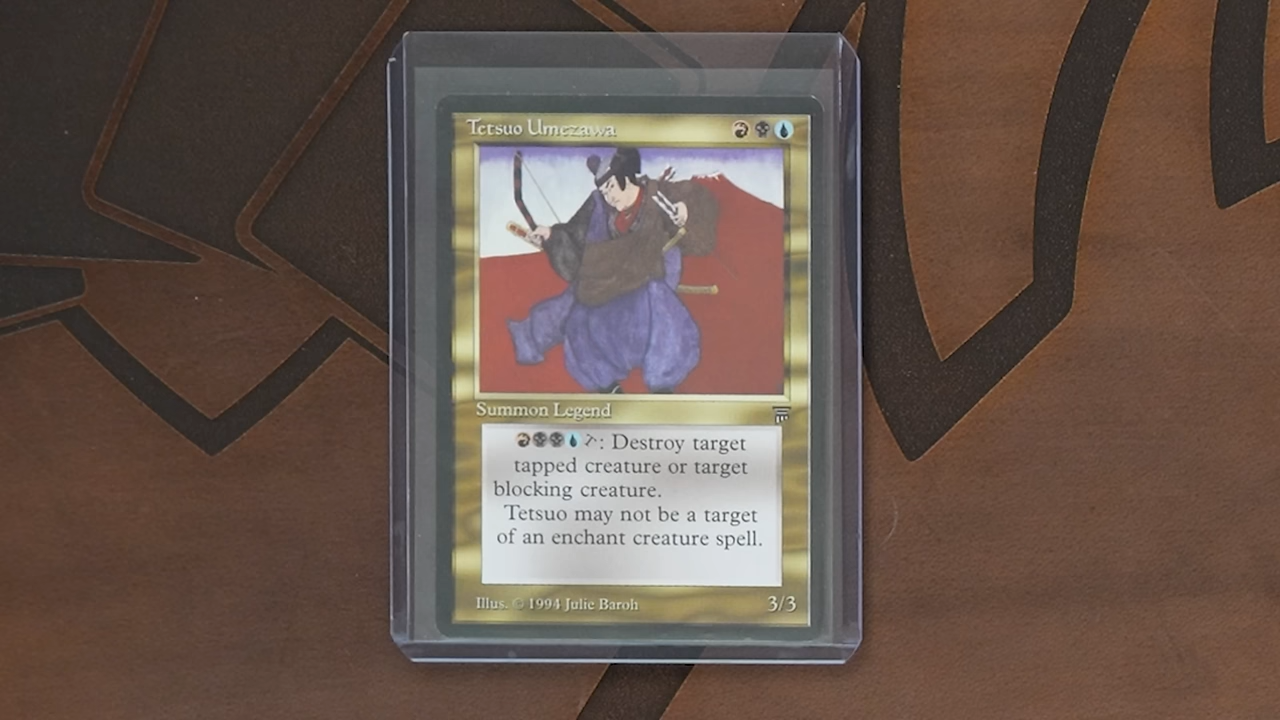 Tetsuo Umezawa
Summon Legend
: Destroy target
tapped creature or target
blocking creature.
Tetsuo may not be a target
of an enchant creature spell.
Illus. © 1994 Julie Baroh
3/3